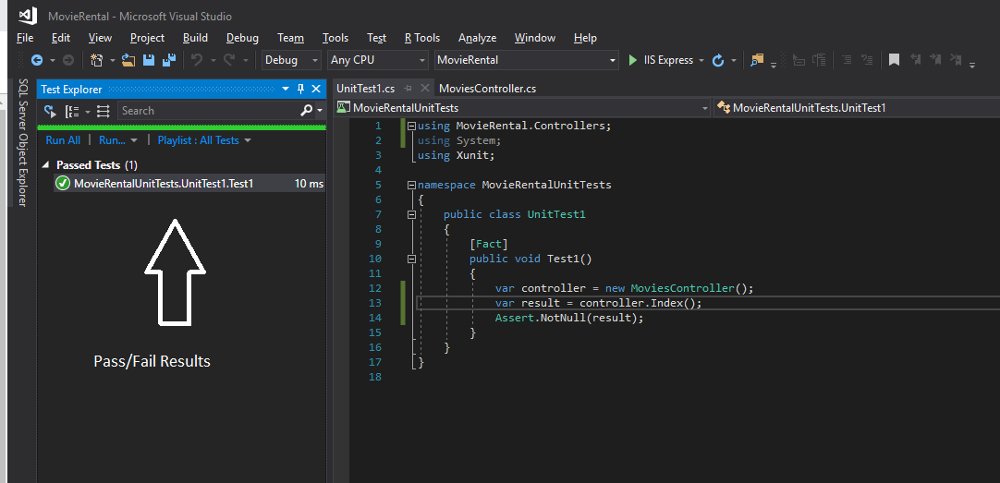 MovieRental - Microsoft Visual Studio
File Edit View Project Build Debug Team Tools Test R Tools Analyze Window Help
Debug Any CPU MovieRental IIS Express
SQL Server Object Explorer
Test Explorer
Search
Run All | Run... | Playlist : All Tests
Passed Tests (1)
MovieRentalUnitTests.UnitTest1.Test1 10 ms
Pass/Fail Results
UnitTest1.cs MoviesController.cs
MovieRentalUnitTests MovieRentalUnitTests.UnitTest1
1 using MovieRental.Controllers;
2 using System;
3 using Xunit;
4
5 namespace MovieRentalUnitTests
6 {
7 public class UnitTest1
8 {
9 [Fact]
10 public void Test1()
11 {
12 var controller = new MoviesController();
13 var result = controller.Index();
14 Assert.NotNull(result);
15 }
16 }
17 }
18